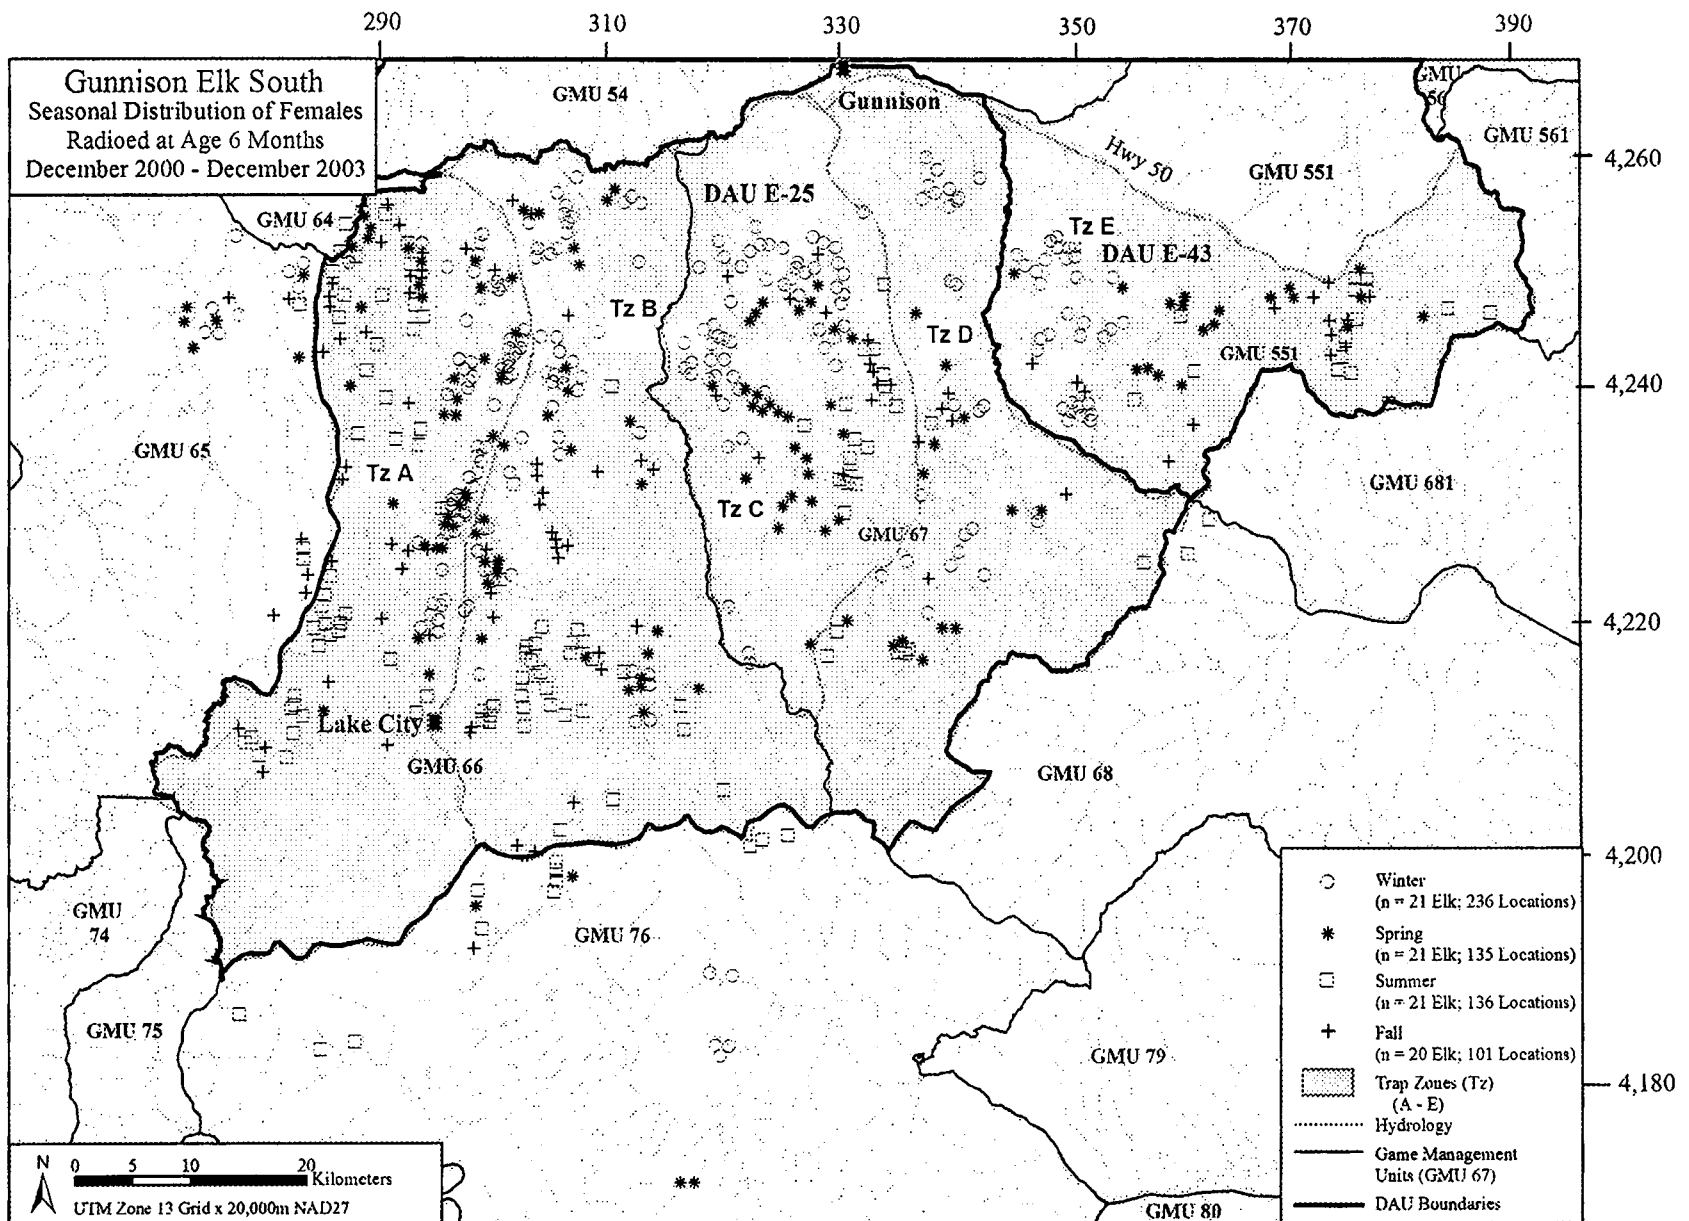 290 310 330 350 370 390
Gunnison Elk South
Seasonal Distribution of Females
Radioed at Age 6 Months
December 2000 - December 2003
GMU 54
Gunnison
GMU
56
GMU 561
4,260
Hwy 50
GMU 551
DAU E-25
GMU 64
Tz E
DAU E-43
Tz B
Tz D
GMU 551
4,240
GMU 65
Tz A
Tz C
GMU 67
GMU 681
4,220
Lake City
GMU 66
GMU 68
4,200
GMU
74
GMU 76
GMU 75
GMU 79
4,180
GMU 80
Winter
(n = 21 Elk; 236 Locations)
Spring
(n = 21 Elk; 135 Locations)
Summer
(n = 21 Elk; 136 Locations)
Fall
(n = 20 Elk; 101 Locations)
Trap Zones (Tz)
(A - E)
Hydrology
Game Management
Units (GMU 67)
DAU Boundaries
N
0 5 10 20
Kilometers
UTM Zone 13 Grid x 20,000m NAD27